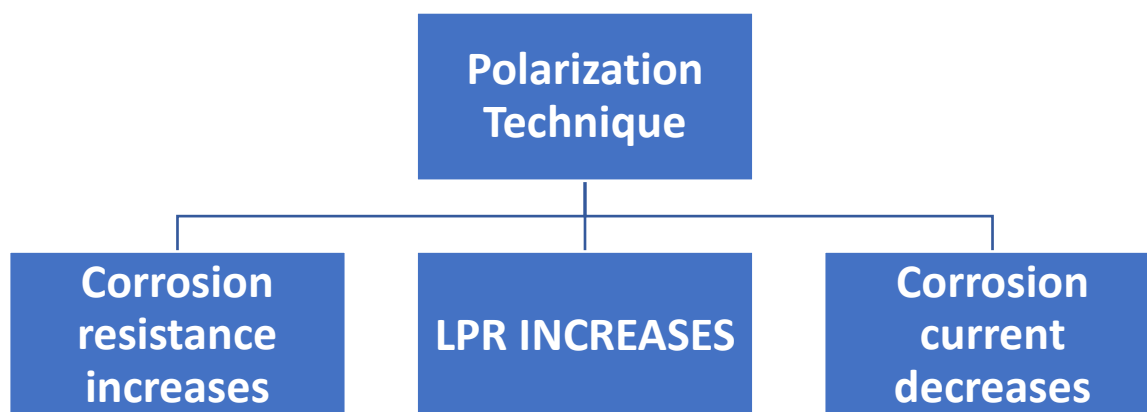 Polarization
Technique
Corrosion
resistance
increases
LPR INCREASES
Corrosion
current
decreases